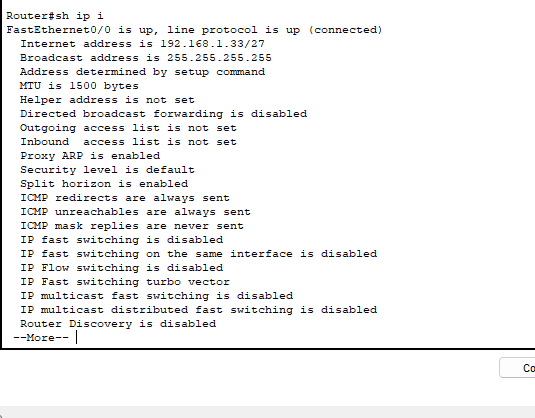 Router#sh ip i
FastEthernet0/0 is up, line protocol is up (connected)
  Internet address is 192.168.1.33/27
  Broadcast address is 255.255.255.255
  Address determined by setup command
  MTU is 1500 bytes
  Helper address is not set
  Directed broadcast forwarding is disabled
  Outgoing access list is not set
  Inbound  access list is not set
  Proxy ARP is enabled
  Security level is default
  Split horizon is enabled
  ICMP redirects are always sent
  ICMP unreachables are always sent
  ICMP mask replies are never sent
  IP fast switching is disabled
  IP fast switching on the same interface is disabled
  IP Flow switching is disabled
  IP Fast switching turbo vector
  IP multicast fast switching is disabled
  IP multicast distributed fast switching is disabled
  Router Discovery is disabled
 --More--
Co